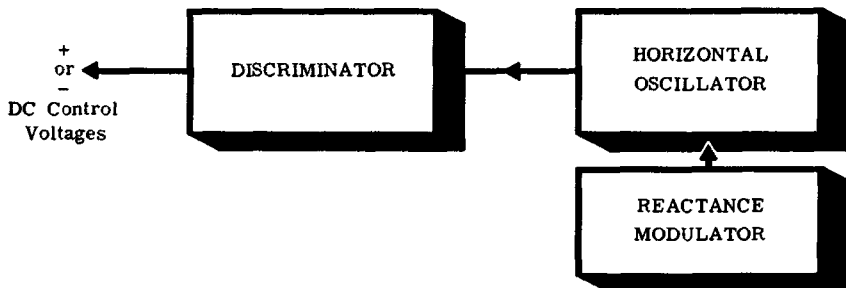 +
or
−
DC Control
Voltages
DISCRIMINATOR
HORIZONTAL
OSCILLATOR
REACTANCE
MODULATOR